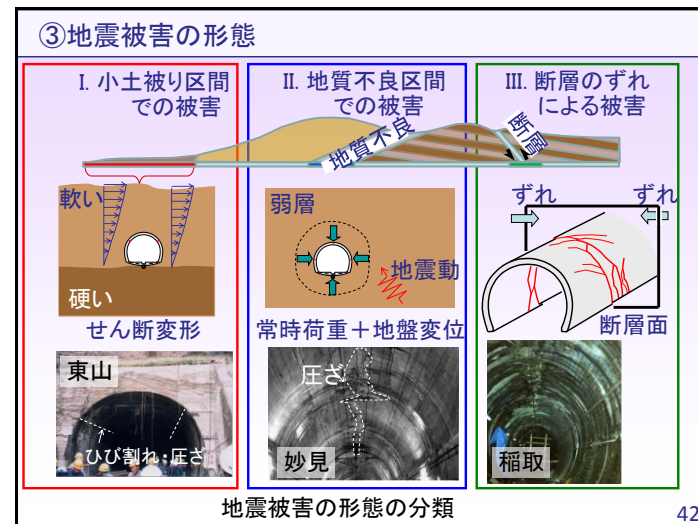 ③地震被害の形態
I. 小土被り区間
での被害
II. 地質不良区間
での被害
III. 断層のずれ
による被害
地質不良
断層
軟い
硬い
せん断変形
弱層
地震動
常時荷重＋地盤変位
ずれ
ずれ
断層面
東山
ひび割れ・圧ざ
圧ざ
妙見
稲取
地震被害の形態の分類
42